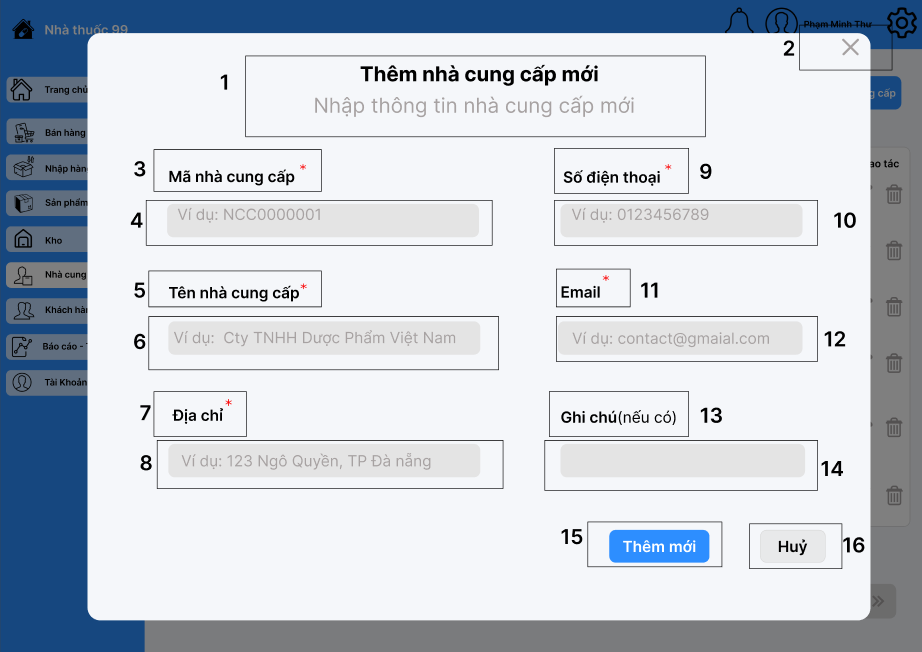 Nhà thuốc 99
Phạm Minh Thư
2
1
Thêm nhà cung cấp mới
Nhập thông tin nhà cung cấp mới
Trang chủ
cấp
Bán hàng
3
Mã nhà cung cấp *
Số điện thoại *
9
tác
Nhập hàn
4
Ví dụ: NCC0000001
Ví dụ: 0123456789
10
Sản phẩm
Kho
Nhà cung
5
Tên nhà cung cấp*
Email *
11
Khách hàn
6
Ví dụ: Cty TNHH Dược Phẩm Việt Nam
Ví dụ: contact@gmaial.com
12
Báo cáo -
Tài Khoản
7
Địa chỉ *
Ghi chú(nếu có)
13
8
Ví dụ: 123 Ngô Quyền, TP Đà nẵng
14
15
Thêm mới
Huỷ
16